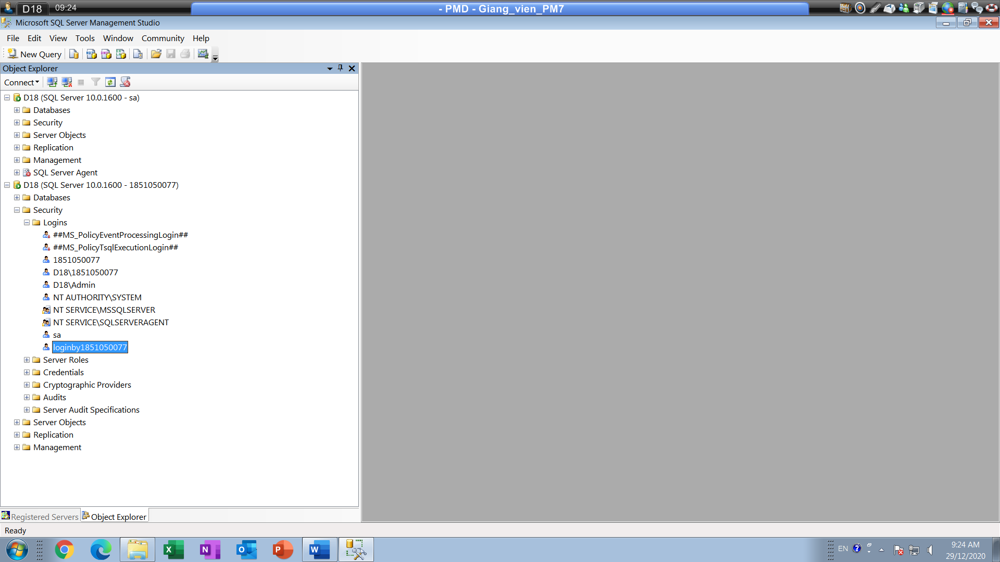 D18 09:24 - PMD - Giang_vien_PM7
Microsoft SQL Server Management Studio
File Edit View Tools Window Community Help
New Query
Object Explorer
Connect
D18 (SQL Server 10.0.1600 - sa)
Databases
Security
Server Objects
Replication
Management
SQL Server Agent
D18 (SQL Server 10.0.1600 - 1851050077)
Databases
Security
Logins
##MS_PolicyEventProcessingLogin##
##MS_PolicyTsqlExecutionLogin##
1851050077
D18\1851050077
D18\Admin
NT AUTHORITY\SYSTEM
NT SERVICE\MSSQLSERVER
NT SERVICE\SQLSERVERAGENT
sa
loginby1851050077
Server Roles
Credentials
Cryptographic Providers
Audits
Server Audit Specifications
Server Objects
Replication
Management
Registered Servers Object Explorer
Ready
EN 9:24 AM
29/12/2020